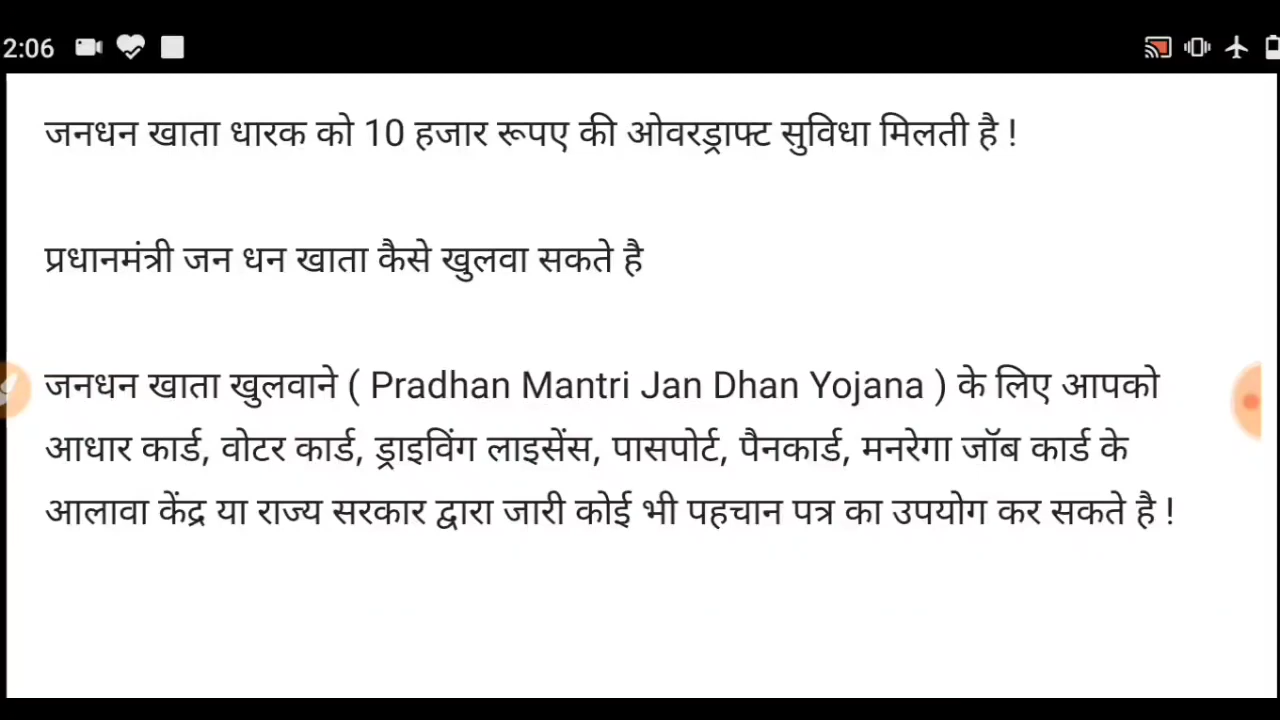 2:06
जनधन खाता धारक को 10 हजार रूपए की ओवरड्राफ्ट सुविधा मिलती है !
प्रधानमंत्री जन धन खाता कैसे खुलवा सकते है
जनधन खाता खुलवाने ( Pradhan Mantri Jan Dhan Yojana ) के लिए आपको
आधार कार्ड, वोटर कार्ड, ड्राइविंग लाइसेंस, पासपोर्ट, पैनकार्ड, मनरेगा जॉब कार्ड के
आलावा केंद्र या राज्य सरकार द्वारा जारी कोई भी पहचान पत्र का उपयोग कर सकते है !